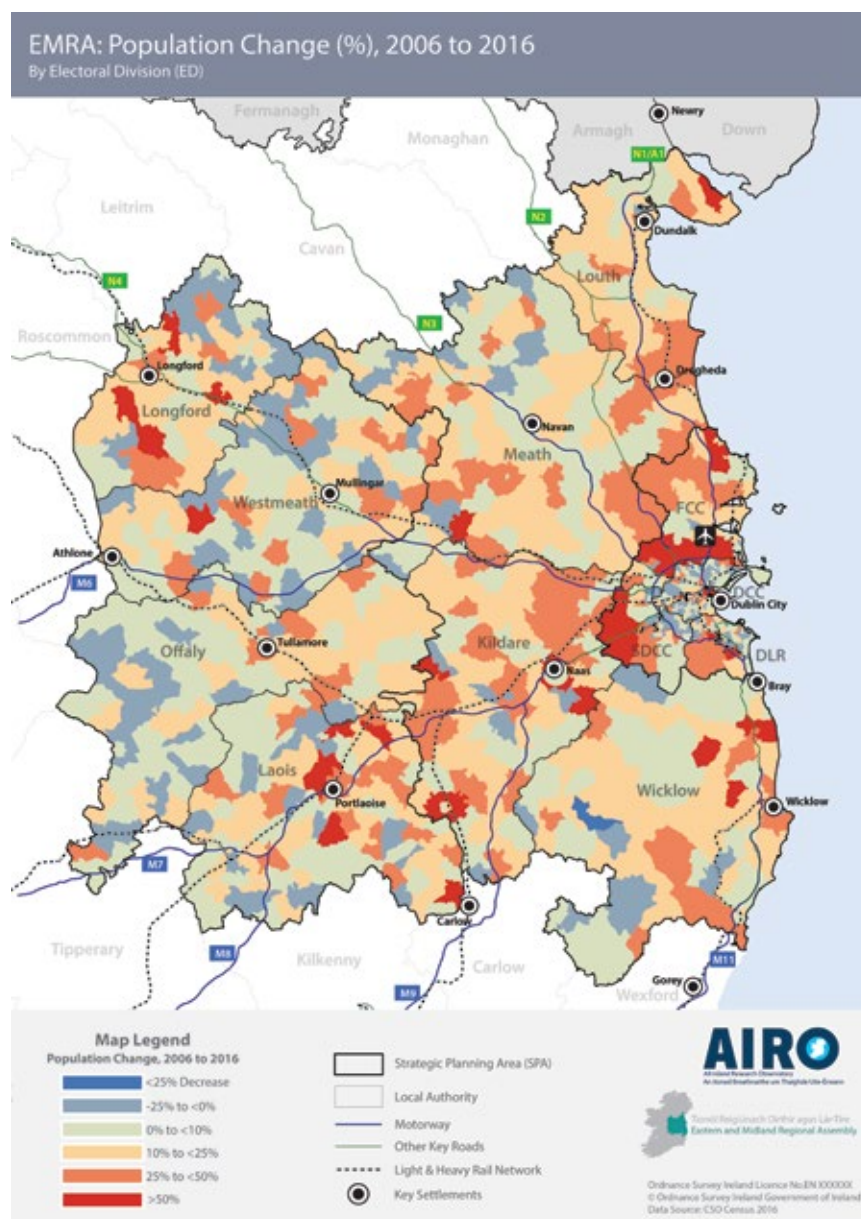 EMRA: Population Change (%), 2006 to 2016
By Electoral Division (ED)
Fermanagh
Newry
Armagh
Down
Monaghan
N1/A1
Leitrim
N2
Dundalk
Cavan
Louth
N4
Roscommon
N3
Longford
Drogheda
Longford
Navan
Meath
Mullingar
Westmeath
FCC
Athlone
M6
DCC
Dublin City
Offaly
Tullamore
Kildare
SDCC
DLR
Naas
Bray
Laois
Portlaoise
Wicklow
Wicklow
M7
Carlow
Tipperary
M8
Kilkenny
Carlow
M11
M9
Wexford
Gorey
Map Legend
Population Change, 2006 to 2016
<25% Decrease
-25% to <0%
0% to <10%
10% to <25%
25% to <50%
>50%
Strategic Planning Area (SPA)
Local Authority
Motorway
Other Key Roads
Light & Heavy Rail Network
Key Settlements
AIRO
All-Island Research Observatory
Eastern and Midland Regional Assembly
Ordnance Survey Ireland Licence No.EN XXXXXX
© Ordnance Survey Ireland Government of Ireland
Data Source: CSO Census 2016